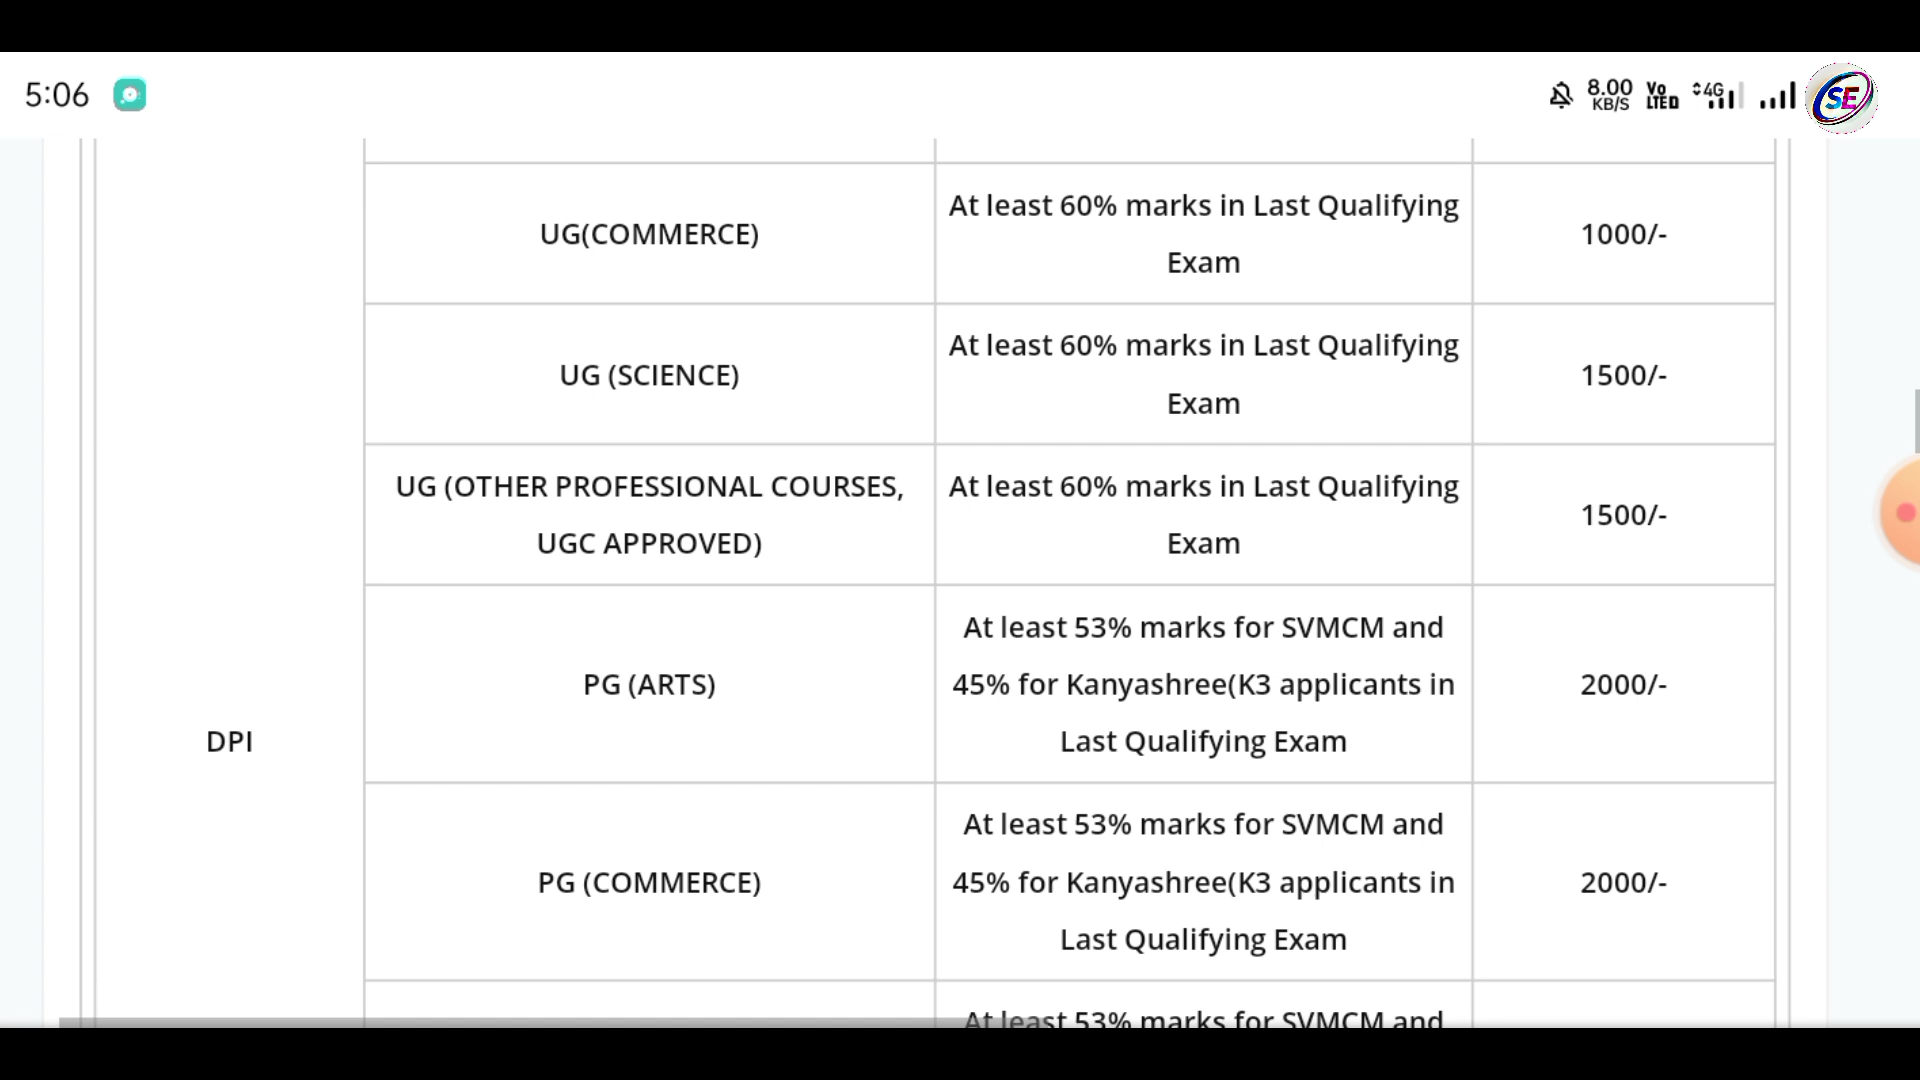 5:06
8.00
KB/S
Vo
LTED
4G
SE
UG(COMMERCE)
At least 60% marks in Last Qualifying
Exam
1000/-
UG (SCIENCE)
At least 60% marks in Last Qualifying
Exam
1500/-
UG (OTHER PROFESSIONAL COURSES,
UGC APPROVED)
At least 60% marks in Last Qualifying
Exam
1500/-
DPI
PG (ARTS)
At least 53% marks for SVMCM and
45% for Kanyashree(K3 applicants in
Last Qualifying Exam
2000/-
PG (COMMERCE)
At least 53% marks for SVMCM and
45% for Kanyashree(K3 applicants in
Last Qualifying Exam
2000/-
At least 53% marks for SVMCM and